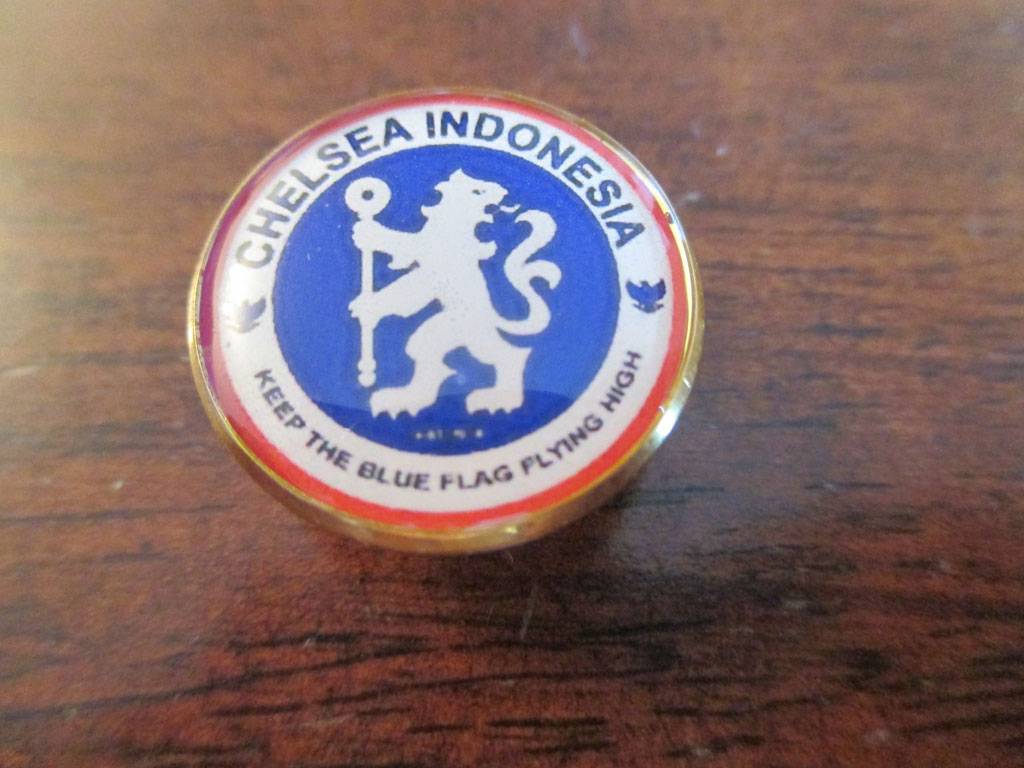 CHELSEA INDONESIA
KEEP THE BLUE FLAG FLYING HIGH